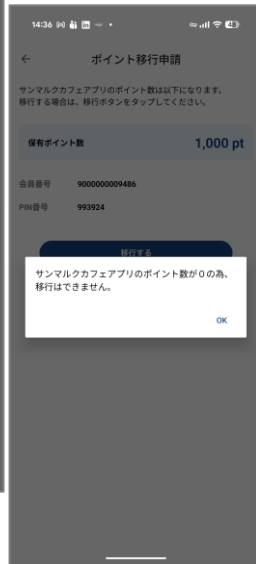 14:36
←
ポイント移行申請
サンマルクカフェアプリのポイント数は以下になります。
移行する場合は、移行ボタンをタップしてください。
保有ポイント数 1,000 pt
会員番号 9000000009486
PIN番号 993924
移行する
サンマルクカフェアプリのポイント数が0の為、
移行はできません。
OK